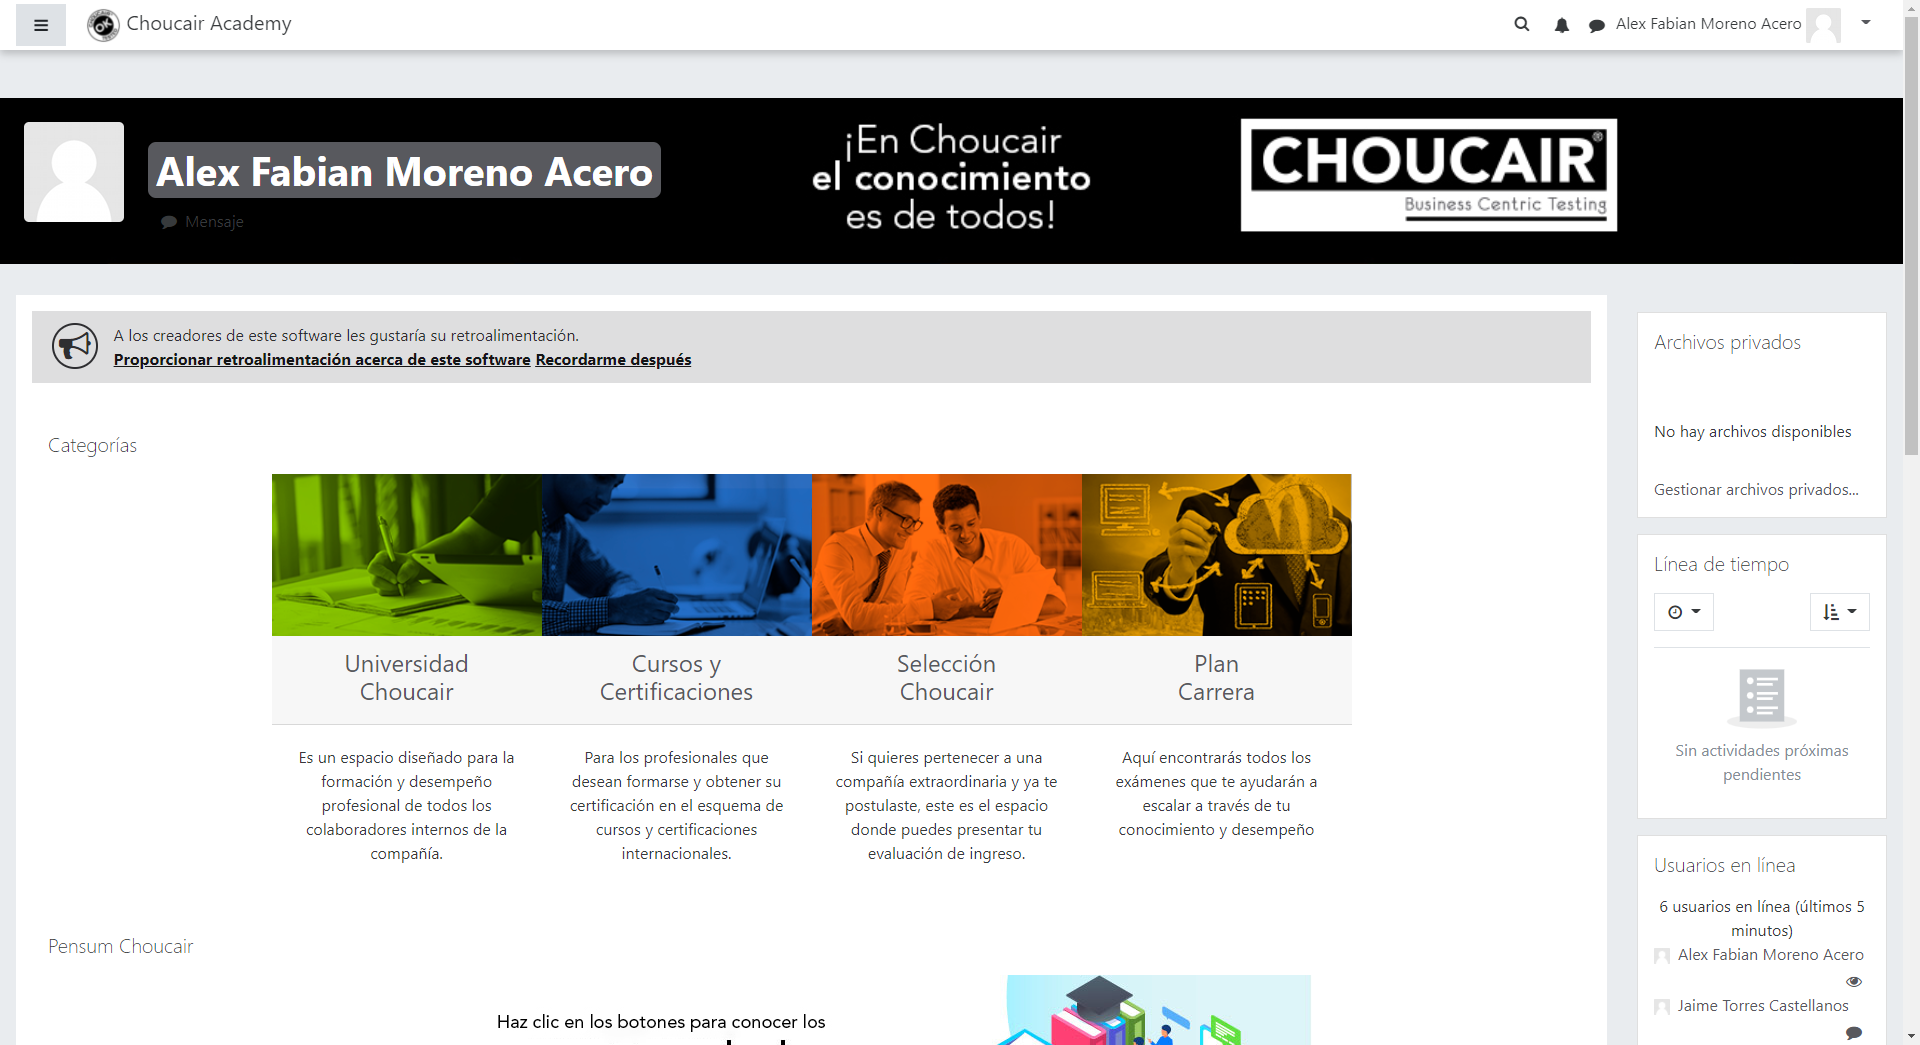 Choucair Academy
Alex Fabian Moreno Acero
Alex Fabian Moreno Acero
Mensaje
¡En Choucair
el conocimiento
es de todos!
CHOUCAIR®
Business Centric Testing
A los creadores de este software les gustaría su retroalimentación.
Proporcionar retroalimentación acerca de este software Recordarme después
Categorías
Universidad
Choucair
Es un espacio diseñado para la
formación y desempeño
profesional de todos los
colaboradores internos de la
compañía.
Cursos y
Certificaciones
Para los profesionales que
desean formarse y obtener su
certificación en el esquema de
cursos y certificaciones
internacionales.
Selección
Choucair
Si quieres pertenecer a una
compañía extraordinaria y ya te
postulaste, este es el espacio
donde puedes presentar tu
evaluación de ingreso.
Plan
Carrera
Aquí encontrarás todos los
exámenes que te ayudarán a
escalar a través de tu
conocimiento y desempeño
Pensum Choucair
Haz clic en los botones para conocer los
Archivos privados
No hay archivos disponibles
Gestionar archivos privados...
Línea de tiempo
Sin actividades próximas
pendientes
Usuarios en línea
6 usuarios en línea (últimos 5
minutos)
Alex Fabian Moreno Acero
Jaime Torres Castellanos